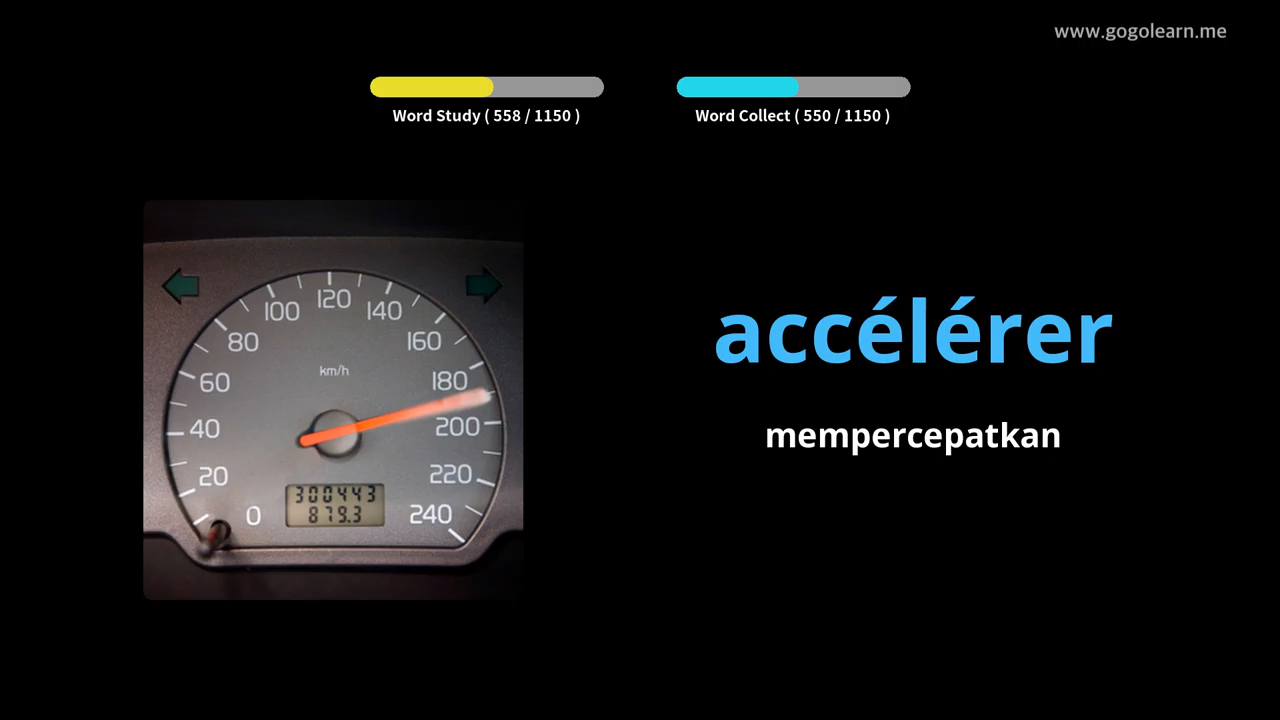 www.gogolearn.me
Word Study ( 558 / 1150 )
Word Collect ( 550 / 1150 )
120
100
140
80
160
km/h
60
180
40
200
20
220
0
240
300443
879.3
accélérer
mempercepatkan